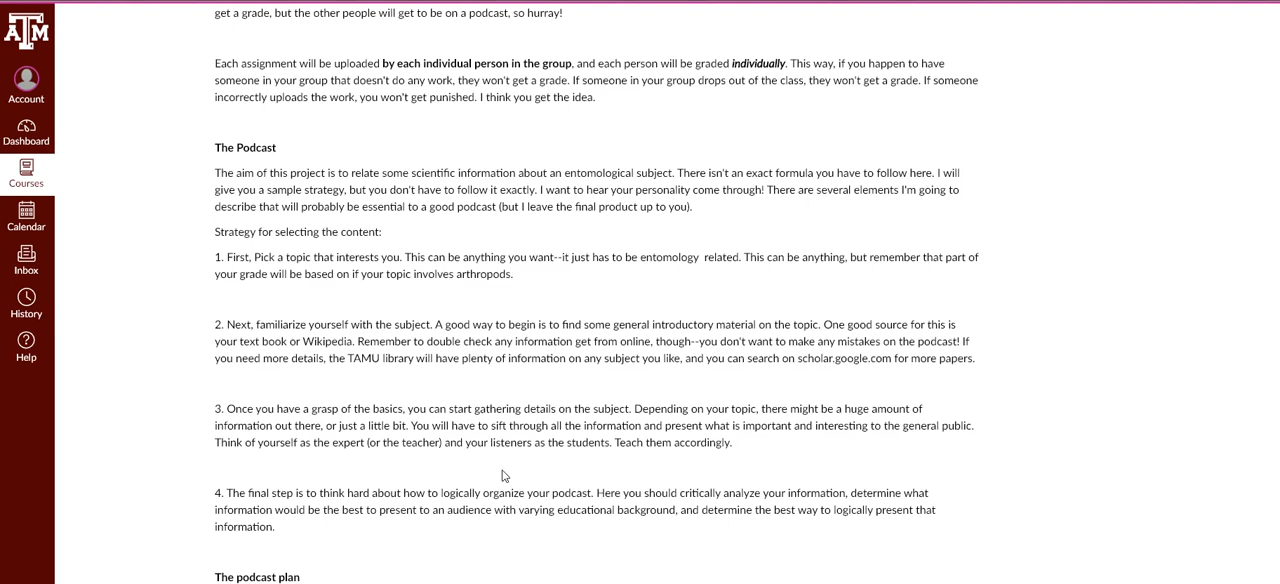 get a grade, but the other people will get to be on a podcast, so hurray!
Each assignment will be uploaded by each individual person in the group, and each person will be graded individually. This way, if you happen to have
someone in your group that doesn't do any work, they won't get a grade. If someone in your group drops out of the class, they won't get a grade. If someone
incorrectly uploads the work, you won't get punished. I think you get the idea.
The Podcast
The aim of this project is to relate some scientific information about an entomological subject. There isn't an exact formula you have to follow here. I will
give you a sample strategy, but you don't have to follow it exactly. I want to hear your personality come through! There are several elements I'm going to
describe that will probably be essential to a good podcast (but I leave the final product up to you).
Strategy for selecting the content:
1. First, Pick a topic that interests you. This can be anything you want--it just has to be entomology related. This can be anything, but remember that part of
your grade will be based on if your topic involves arthropods.
2. Next, familiarize yourself with the subject. A good way to begin is to find some general introductory material on the topic. One good source for this is
your text book or Wikipedia. Remember to double check any information get from online, though--you don't want to make any mistakes on the podcast! If
you need more details, the TAMU library will have plenty of information on any subject you like, and you can search on scholar.google.com for more papers.
3. Once you have a grasp of the basics, you can start gathering details on the subject. Depending on your topic, there might be a huge amount of
information out there, or just a little bit. You will have to sift through all the information and present what is important and interesting to the general public.
Think of yourself as the expert (or the teacher) and your listeners as the students. Teach them accordingly.
4. The final step is to think hard about how to logically organize your podcast. Here you should critically analyze your information, determine what
information would be the best to present to an audience with varying educational background, and determine the best way to logically present that
information.
The podcast plan
ATM
Account
Dashboard
Courses
Calendar
Inbox
History
Help